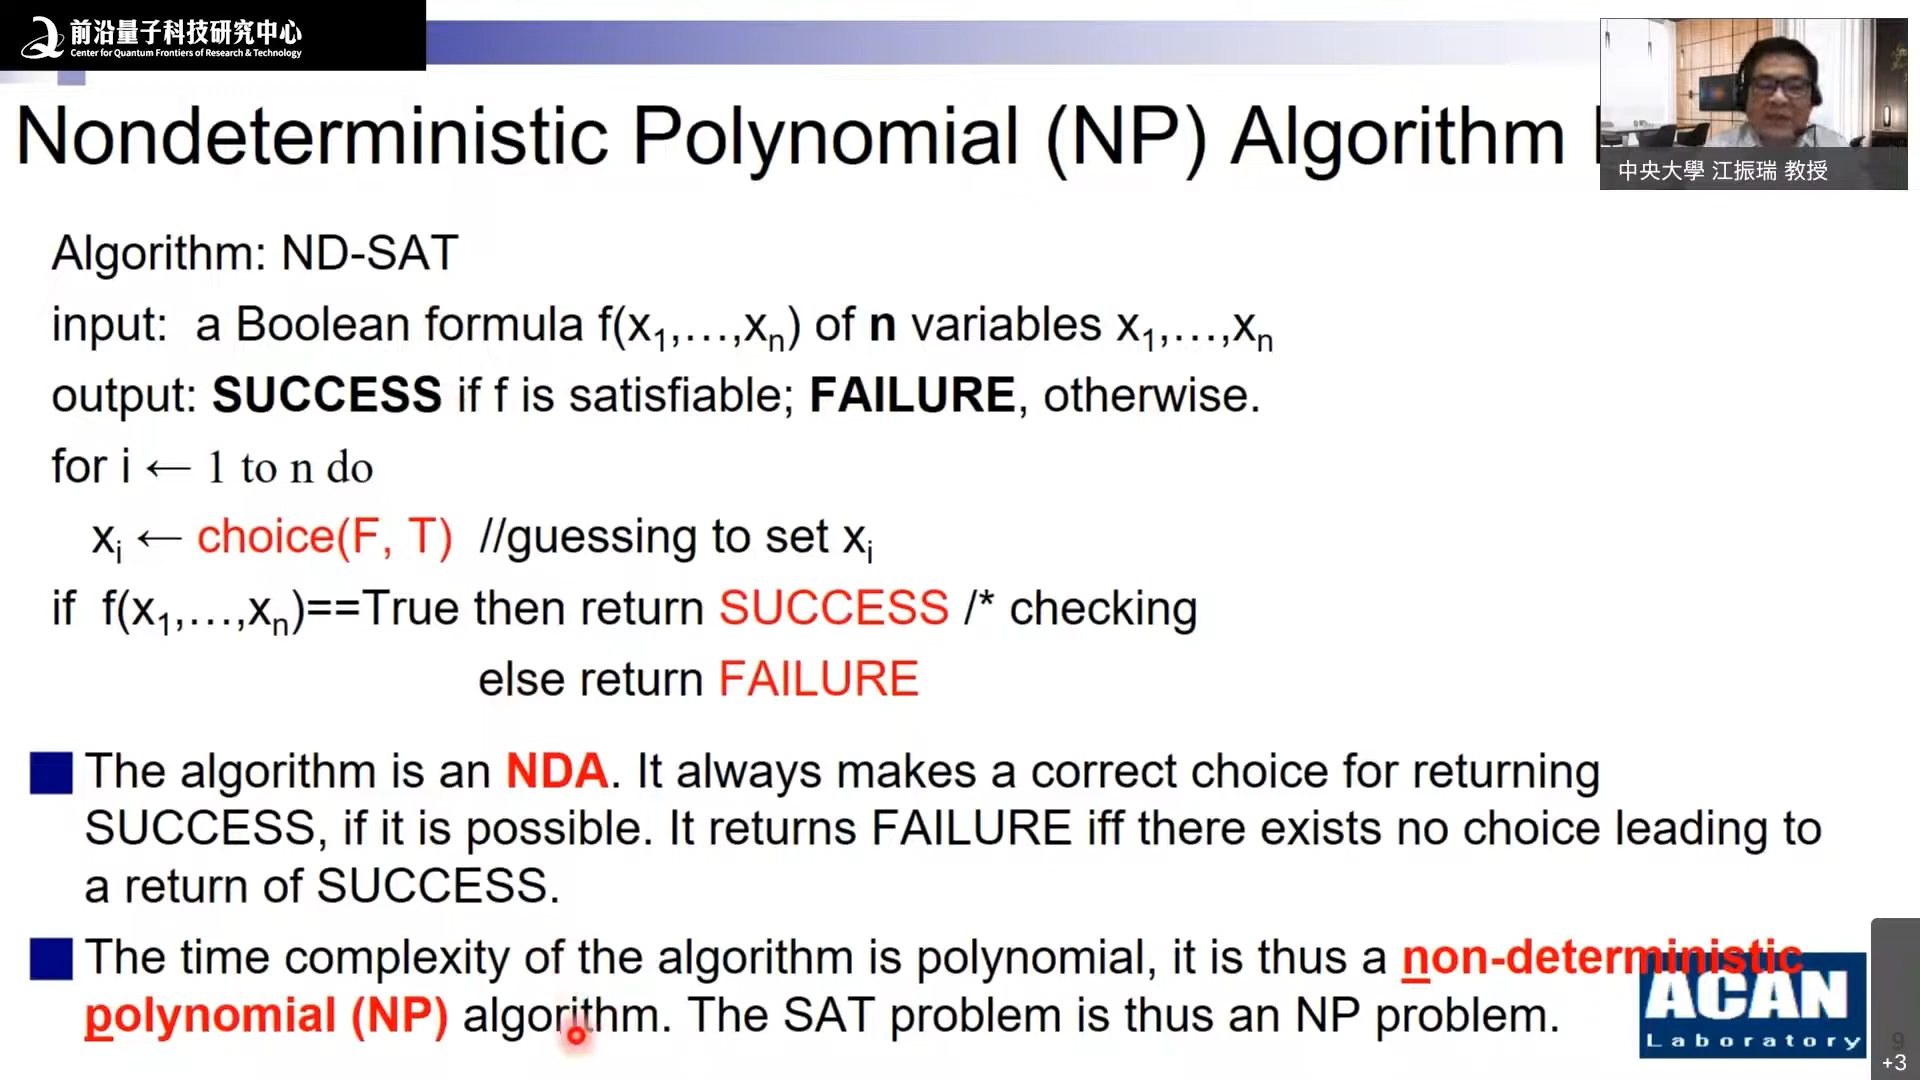 前沿量子科技研究中心
Center for Quantum Frontiers of Research & Technology
Nondeterministic Polynomial (NP) Algorithm
中央大學 江振瑞 教授
Algorithm: ND-SAT
input: a Boolean formula f(x₁,…,xₙ) of n variables x₁,…,xₙ
output: SUCCESS if f is satisfiable; FAILURE, otherwise.
for i ← 1 to n do
xᵢ ← choice(F, T) //guessing to set xᵢ
if f(x₁,…,xₙ)==True then return SUCCESS /* checking
else return FAILURE
The algorithm is an NDA. It always makes a correct choice for returning
SUCCESS, if it is possible. It returns FAILURE iff there exists no choice leading to
a return of SUCCESS.
The time complexity of the algorithm is polynomial, it is thus a non-deterministic
polynomial (NP) algorithm. The SAT problem is thus an NP problem.
ACAN
Laboratory
9
+3